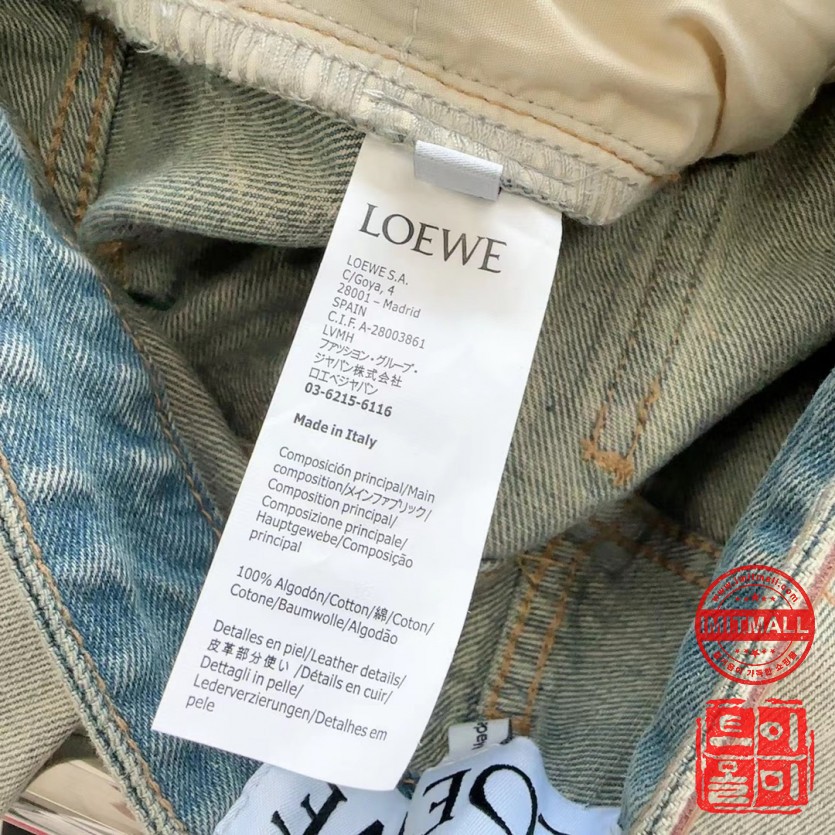 LOEWE
LOEWE S.A.
C/Goya, 4
28001 – Madrid
SPAIN
C.I.F. A-28003861
LVMH
ファッション・グループ・
ジャパン株式会社
ロエベジャパン
03-6215-6116
Made in Italy
Composición principal/Main
composition/メインファブリック/
Composition principal/
Composizione principale/
Hauptgewebe/Composição
principal
100% Algodón/Cotton/綿/Coton/
Cotone/Baumwolle/Algodão
Detalles en piel/Leather details/
皮革部分使い /Détails en cuir/
Dettagli in pelle/
Lederverzierungen/Detalhes em
pele
Made
www.imitmall.com
IMITMALL